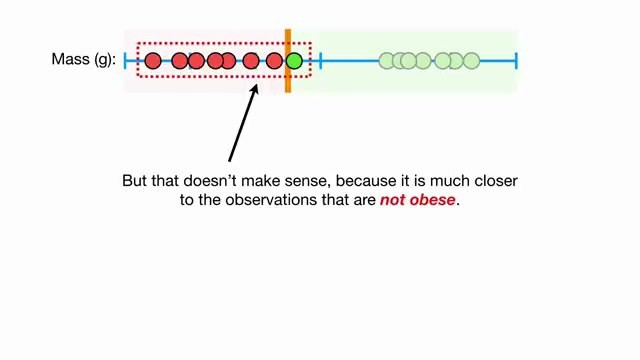 Mass (g):
But that doesn’t make sense, because it is much closer
to the observations that are not obese.